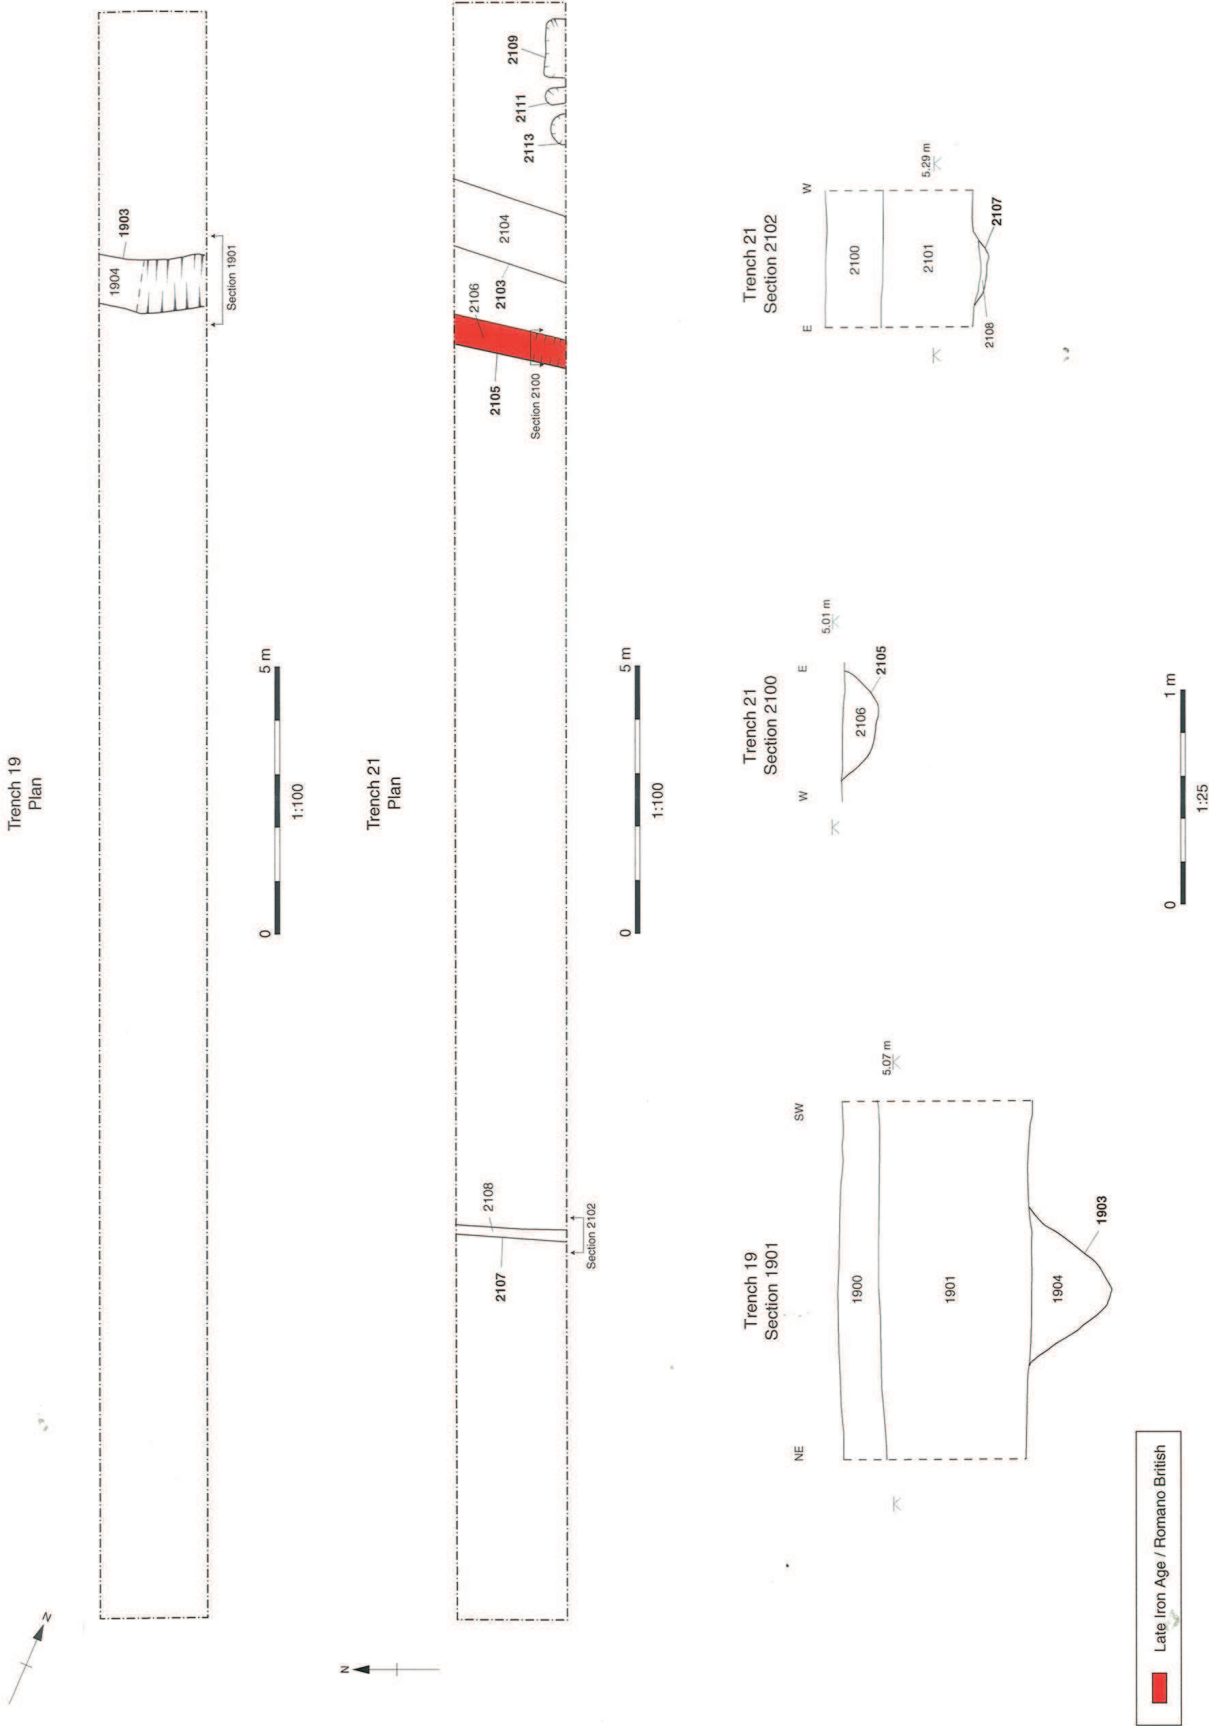 Trench 19
Plan
N
1904
1903
Section 1901
0
5 m
1:100
Trench 21
Plan
N
2107
2108
Section 2102
2105
2106
Section 2100
2103
2104
2113
2111
2109
0
5 m
1:100
Trench 19
Section 1901
NE
SW
5.07 m
1900
1901
1904
1903
Trench 21
Section 2100
W
E
5.01 m
2106
2105
Trench 21
Section 2102
E
W
5.29 m
2100
2101
2108
2107
0
1 m
1:25
Late Iron Age / Romano British